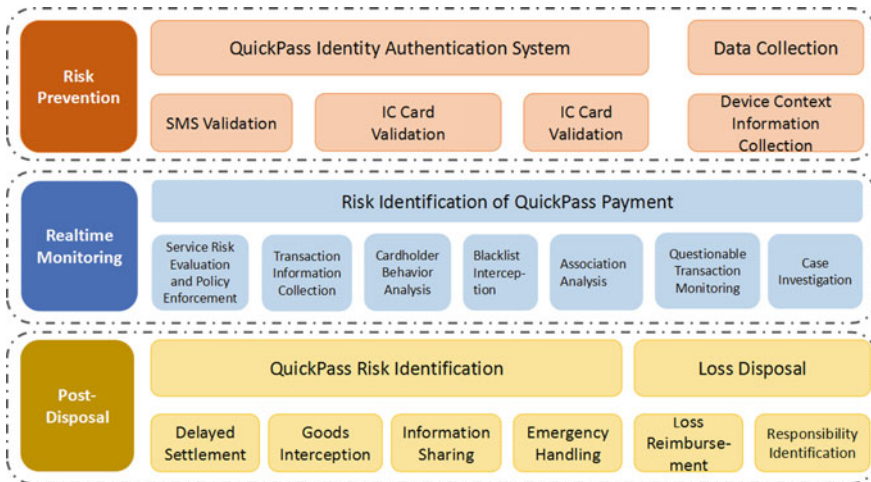 Risk
Prevention
QuickPass Identity Authentication System
Data Collection
SMS Validation
IC Card
Validation
IC Card
Validation
Device Context
Information
Collection
Realtime
Monitoring
Risk Identification of QuickPass Payment
Service Risk
Evaluation
and Policy
Enforcement
Transaction
Information
Collection
Cardholder
Behavior
Analysis
Blacklist
Intercep-
tion
Association
Analysis
Questionable
Transaction
Monitoring
Case
Investigation
Post-
Disposal
QuickPass Risk Identification
Loss Disposal
Delayed
Settlement
Goods
Interception
Information
Sharing
Emergency
Handling
Loss
Reimburse-
ment
Responsibility
Identification